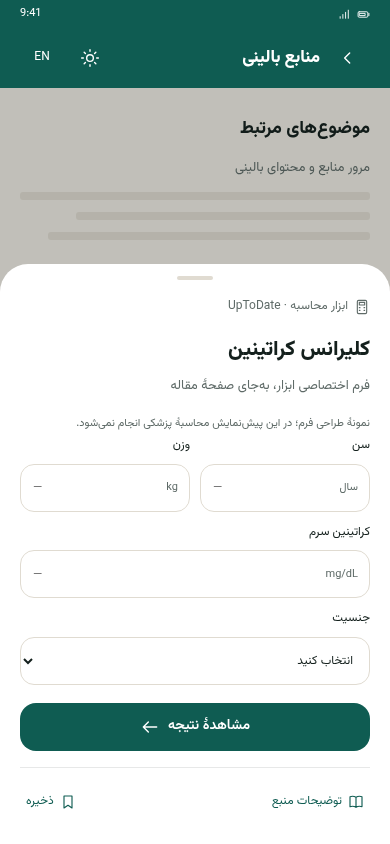 9:41
منابع بالینی
EN
موضوع‌های مرتبط
مرور منابع و محتوای بالینی
ابزار محاسبه · UpToDate
کلیرانس کراتینین
فرم اختصاصی ابزار، به‌جای صفحهٔ مقاله
نمونهٔ طراحی فرم؛ در این پیش‌نمایش محاسبهٔ پزشکی انجام نمی‌شود.
سن
وزن
سال —
kg —
کراتینین سرم
mg/dL —
جنسیت
انتخاب کنید
مشاهدهٔ نتیجه
توضیحات منبع
ذخیره